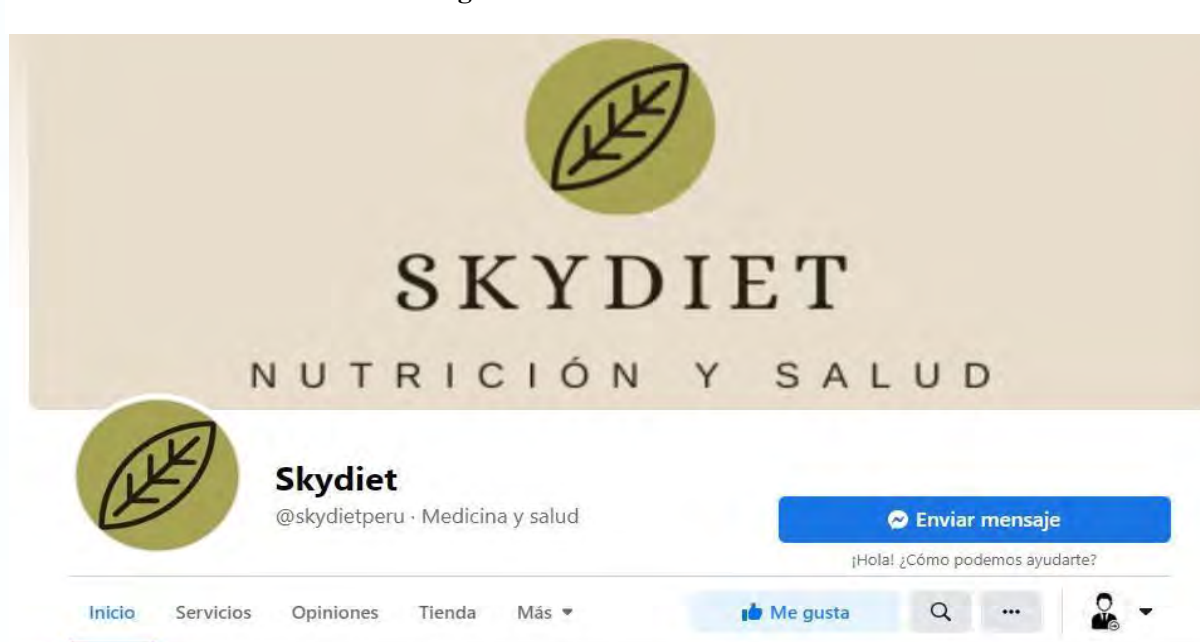 SKYDIET
NUTRICIÓN Y SALUD
Skydiet
@skydietperu · Medicina y salud
Enviar mensaje
¡Hola! ¿Cómo podemos ayudarte?
Inicio Servicios Opiniones Tienda Más Me gusta